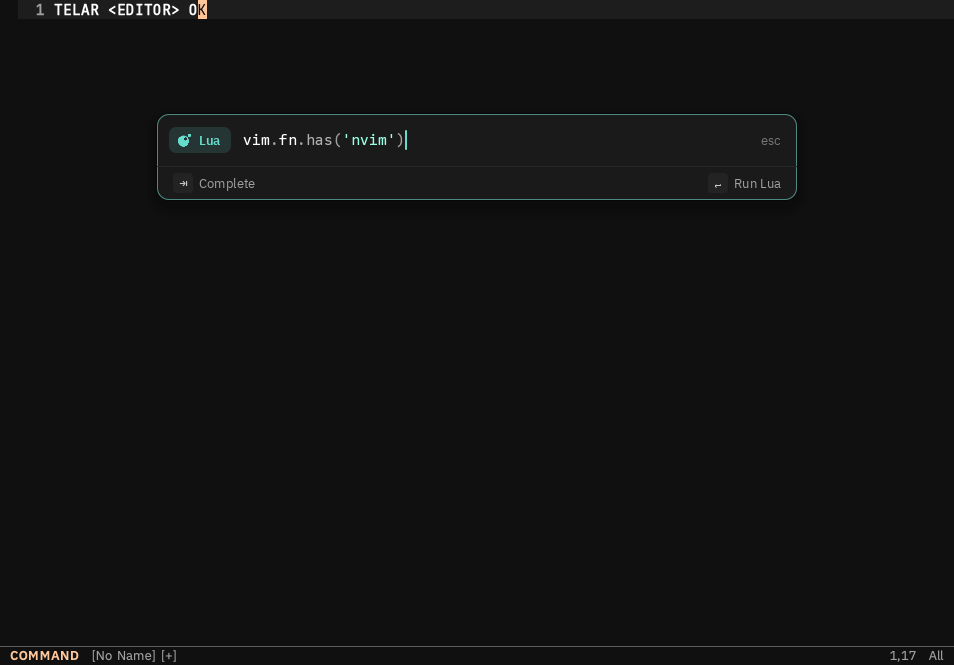 1 TELAR <EDITOR> OK
Lua vim.fn.has('nvim') esc
⇥ Complete ↵ Run Lua
COMMAND [No Name] [+] 1,17 All